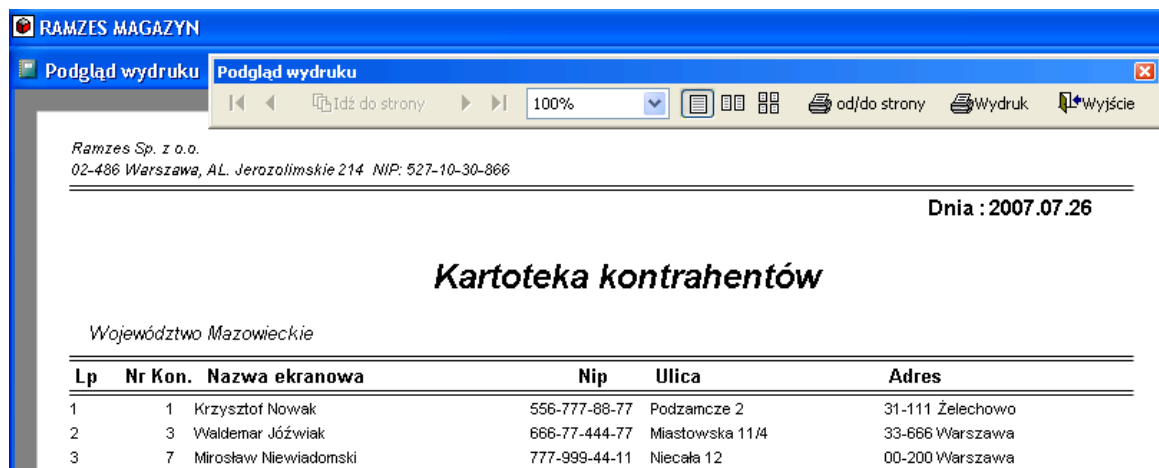 RAMZES MAGAZYN
Podgląd wydruku
Podgląd wydruku
Idź do strony 100% od/do strony Wydruk Wyjście
Ramzes Sp. z o.o.
02-486 Warszawa, AL. Jerozolimskie 214 NIP: 527-10-30-866
Dnia : 2007.07.26
Kartoteka kontrahentów
Województwo Mazowieckie
Lp Nr Kon. Nazwa ekranowa Nip Ulica Adres
1 1 Krzysztof Nowak 556-777-88-77 Podzamcze 2 31-111 Żelechowo
2 3 Waldemar Jóźwiak 666-77-444-77 Miastowska 11/4 33-666 Warszawa
3 7 Mirosław Niewiadomski 777-999-44-11 Niecała 12 00-200 Warszawa